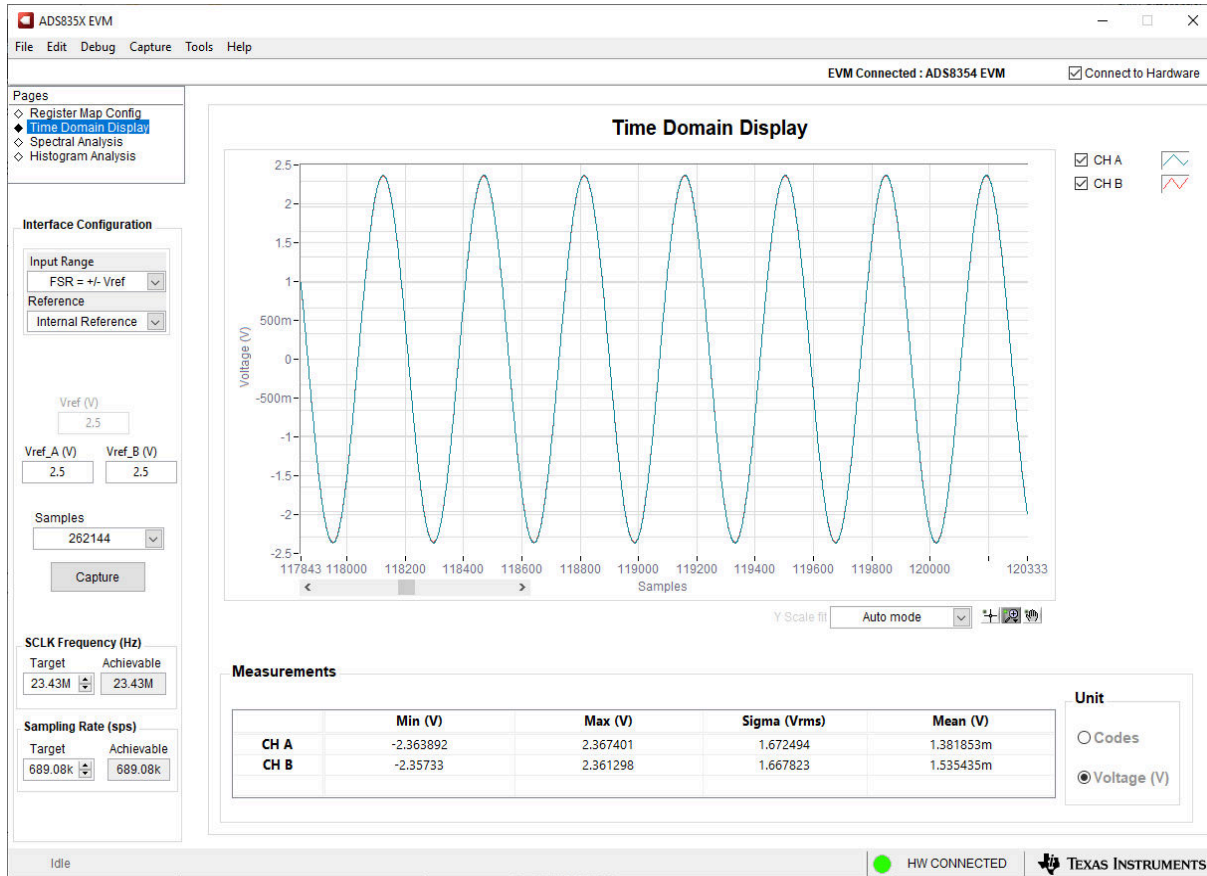 ADS835X EVM
File Edit Debug Capture Tools Help
EVM Connected : ADS8354 EVM
Connect to Hardware
Pages
Register Map Config
Time Domain Display
Spectral Analysis
Histogram Analysis
Interface Configuration
Input Range
FSR = +/- Vref
Reference
Internal Reference
Vref (V)
2.5
Vref_A (V) Vref_B (V)
2.5 2.5
Samples
262144
Capture
SCLK Frequency (Hz)
Target Achievable
23.43M 23.43M
Sampling Rate (sps)
Target Achievable
689.08k 689.08k
Time Domain Display
CH A
CH B
Voltage (V)
2.5
2
1.5
1
500m
0
-500m
-1
-1.5
-2
-2.5
117843 118000 118200 118400 118600 118800 119000 119200 119400 119600 119800 120000 120333
Samples
Y Scale fit Auto mode
Measurements
Min (V) Max (V) Sigma (Vrms) Mean (V)
CH A -2.363892 2.367401 1.672494 1.381853m
CH B -2.35733 2.361298 1.667823 1.535435m
Unit
Codes
Voltage (V)
Idle
HW CONNECTED
TEXAS INSTRUMENTS